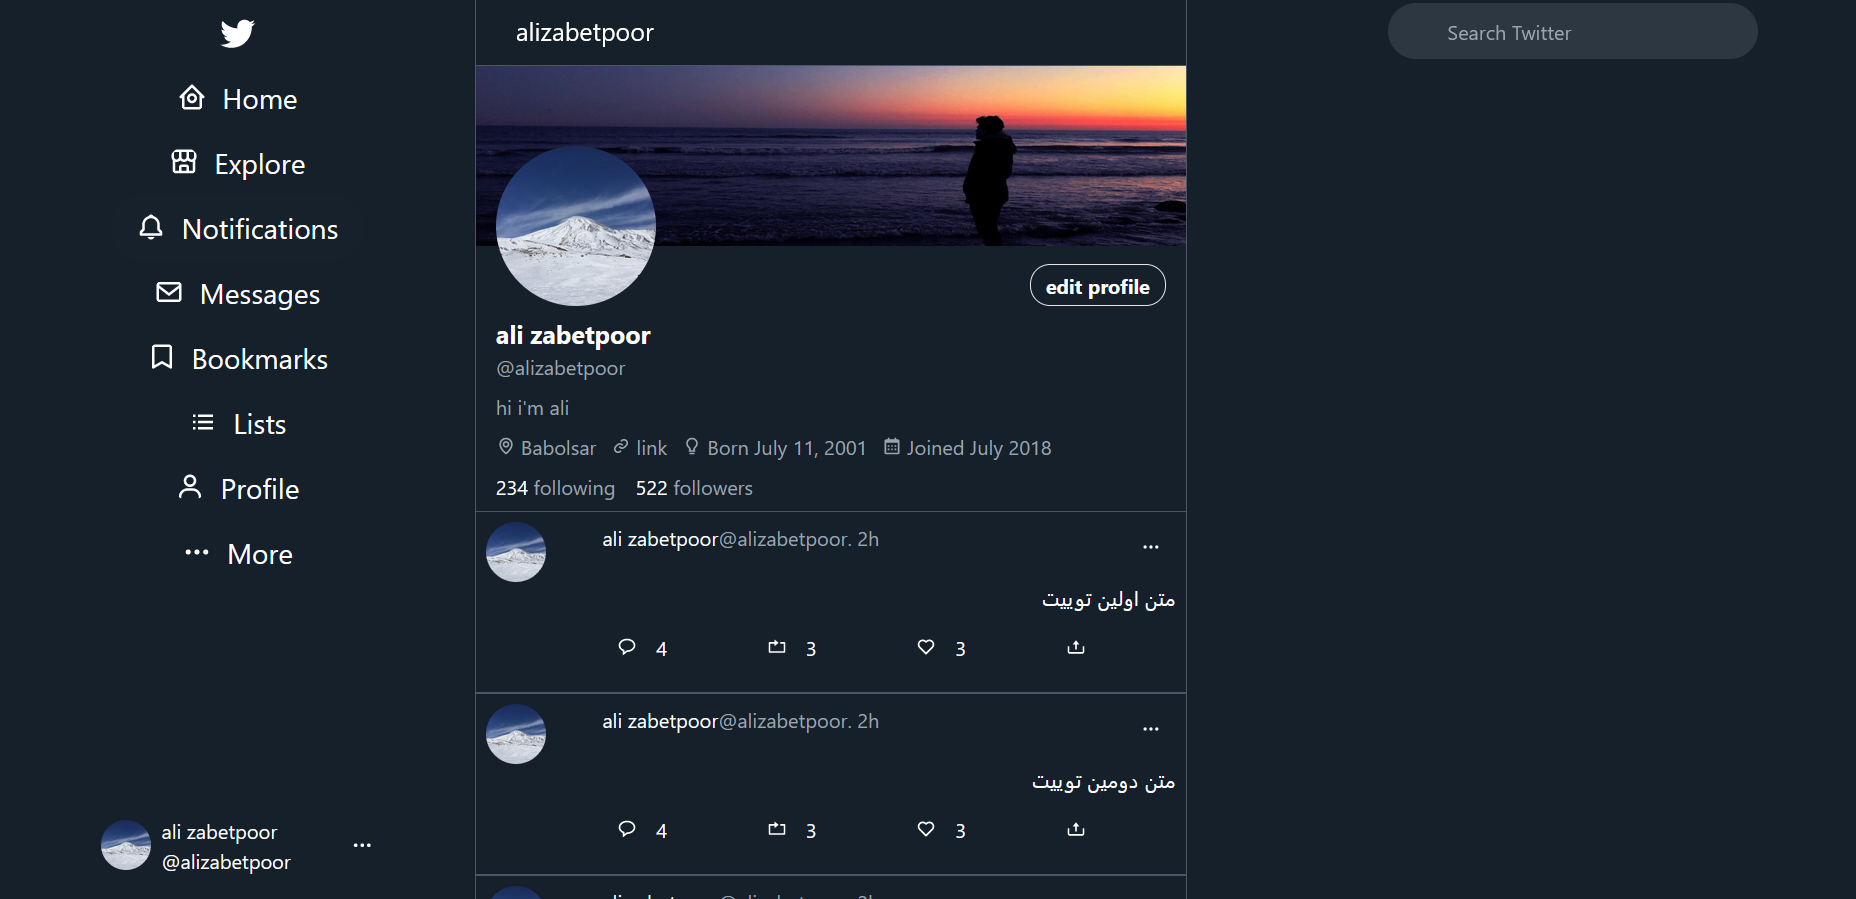 Home
Explore
Notifications
Messages
Bookmarks
Lists
Profile
More
ali zabetpoor
@alizabetpoor
alizabetpoor
edit profile
ali zabetpoor
@alizabetpoor
hi i'm ali
Babolsar link Born July 11, 2001 Joined July 2018
234 following 522 followers
ali zabetpoor@alizabetpoor. 2h
متن اولین توییت
4 3 3
ali zabetpoor@alizabetpoor. 2h
متن دومین توییت
4 3 3
Search Twitter